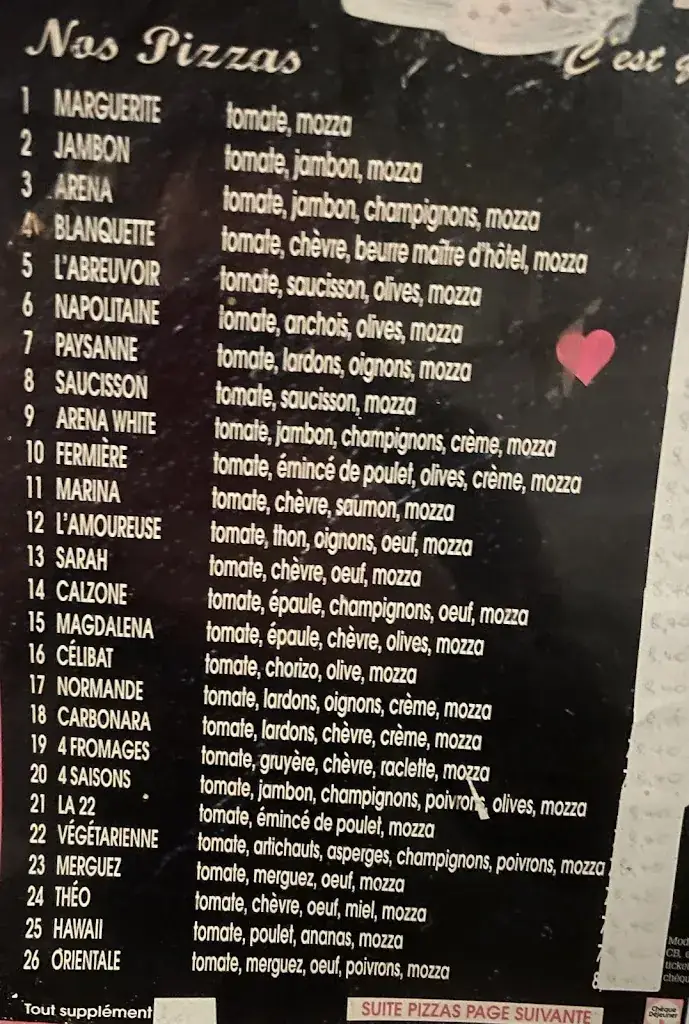 Nos Pizzas
C'est
1 MARGUERITE tomate, mozza
2 JAMBON tomate, jambon, mozza
3 ARENA tomate, jambon, champignons, mozza
4 BLANQUETTE tomate, chèvre, beurre maître d'hôtel, mozza
5 L'ABREUVOIR tomate, saucisson, olives, mozza
6 NAPOLITAINE tomate, anchois, olives, mozza
7 PAYSANNE tomate, lardons, oignons, mozza
8 SAUCISSON tomate, saucisson, mozza
9 ARENA WHITE tomate, jambon, champignons, crème, mozza
10 FERMIÈRE tomate, émincé de poulet, olives, crème, mozza
11 MARINA tomate, chèvre, saumon, mozza
12 L'AMOUREUSE tomate, thon, oignons, oeuf, mozza
13 SARAH tomate, chèvre, oeuf, mozza
14 CALZONE tomate, épaule, champignons, oeuf, mozza
15 MAGDALENA tomate, épaule, chèvre, olives, mozza
16 CÉLIBAT tomate, chorizo, olive, mozza
17 NORMANDE tomate, lardons, oignons, crème, mozza
18 CARBONARA tomate, lardons, chèvre, crème, mozza
19 4 FROMAGES tomate, gruyère, chèvre, raclette, mozza
20 4 SAISONS tomate, jambon, champignons, poivrons, olives, mozza
21 LA 22 tomate, émincé de poulet, mozza
22 VÉGÉTARIENNE tomate, artichauts, asperges, champignons, poivrons, mozza
23 MERGUEZ tomate, merguez, oeuf, mozza
24 THÉO tomate, chèvre, oeuf, miel, mozza
25 HAWAII tomate, poulet, ananas, mozza
26 ORIENTALE tomate, merguez, oeuf, poivrons, mozza
Tout supplément
SUITE PIZZAS PAGE SUIVANTE
Chèque Déjeuner